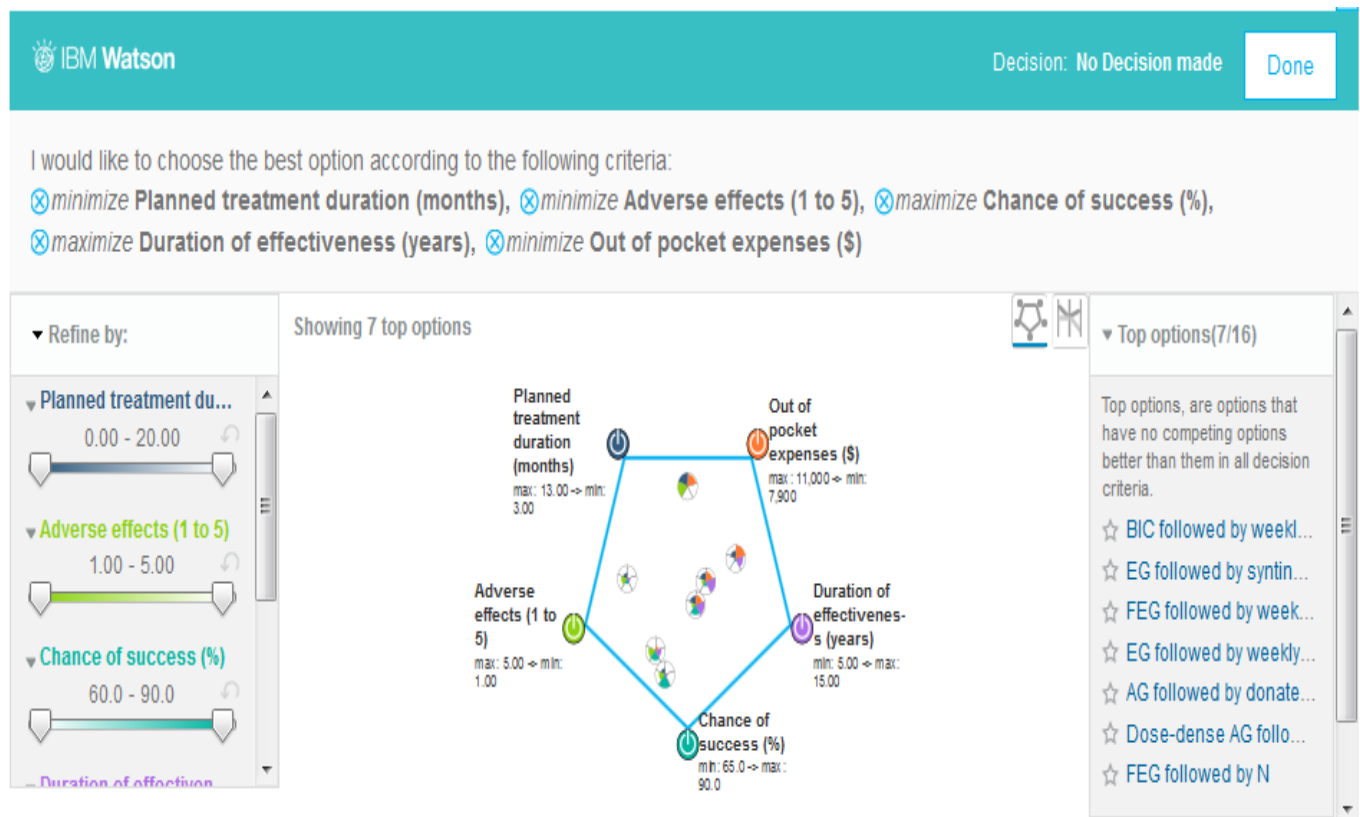 IBM Watson
Decision: No Decision made
Done
I would like to choose the best option according to the following criteria:
minimize Planned treatment duration (months), minimize Adverse effects (1 to 5), maximize Chance of success (%),
maximize Duration of effectiveness (years), minimize Out of pocket expenses ($)
Refine by:
Planned treatment du...
0.00 - 20.00
Adverse effects (1 to 5)
1.00 - 5.00
Chance of success (%)
60.0 - 90.0
Showing 7 top options
Planned
treatment
duration
(months)
max: 13.00 -> min:
3.00
Out of
pocket
expenses ($)
max: 11,000 -> min:
7,900
Adverse
effects (1 to
5)
max: 5.00 -> min:
1.00
Duration of
effectivenes-
s (years)
min: 5.00 -> max:
15.00
Chance of
success (%)
min: 65.0 -> max:
90.0
Top options(7/16)
Top options, are options that
have no competing options
better than them in all decision
criteria.
BIC followed by weekl...
EG followed by syntin...
FEG followed by week...
EG followed by weekly...
AG followed by donate...
Dose-dense AG follo...
FEG followed by N